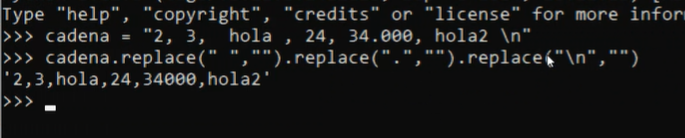 Type "help", "copyright", "credits" or "license" for more infor
>>> cadena = "2, 3,  hola , 24, 34.000, hola2 \n"
>>> cadena.replace(" ","").replace(".","").replace("\n","")
'2,3,hola,24,34000,hola2'
>>>